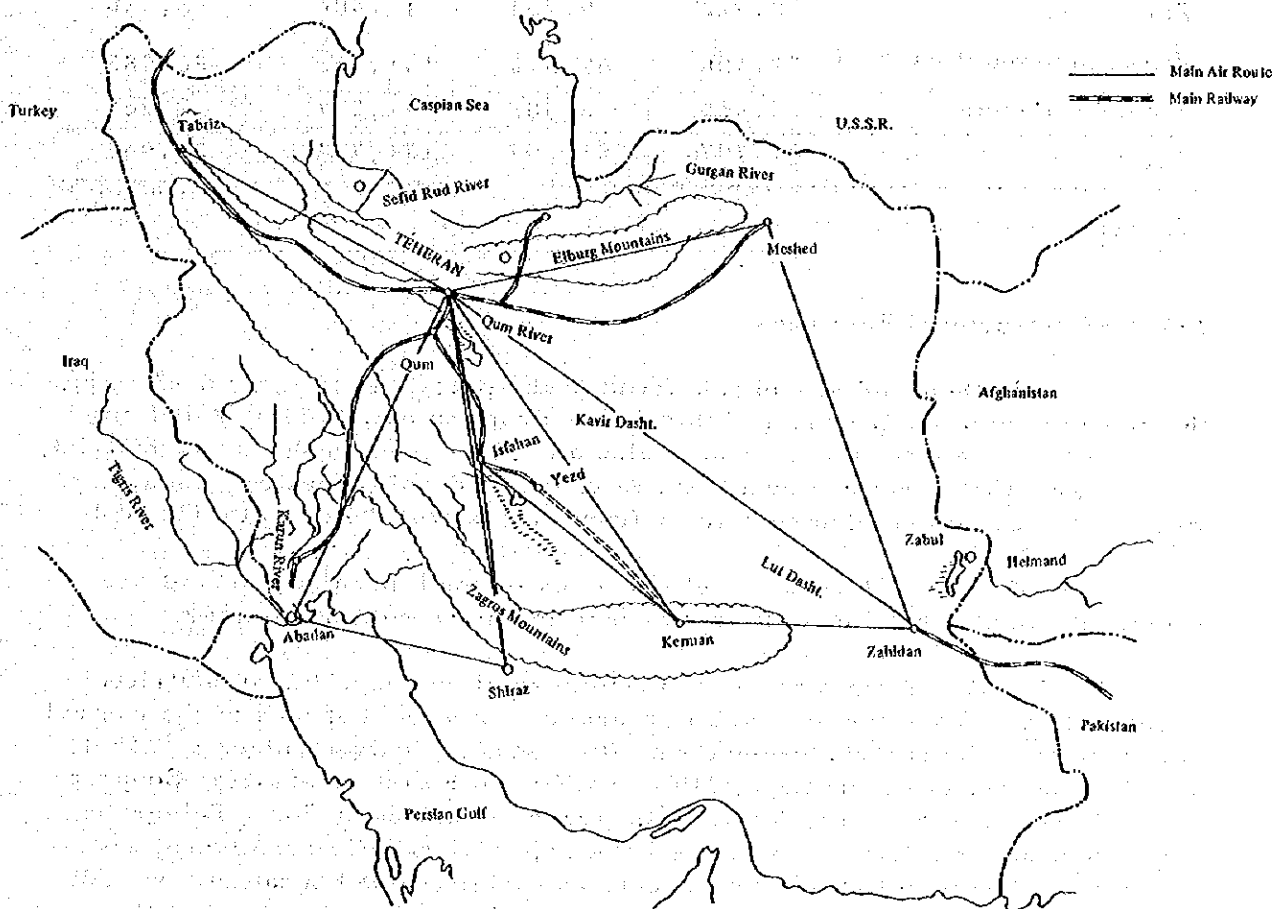 Main Air Route
Main Railway
Turkey
Caspian Sea
U.S.S.R.
Tabriz
Sefid Rud River
Gurgan River
TEHERAN
Elburg Mountains
Meshed
Qum River
Iraq
Qum
Afghanistan
Kavir Dasht.
Isfahan
Yezd
Tigris River
Karun River
Zabul
Helmand
Lut Dasht.
Zagros Mountains
Abadan
Kerman
Zahidan
Shiraz
Pakistan
Persian Gulf